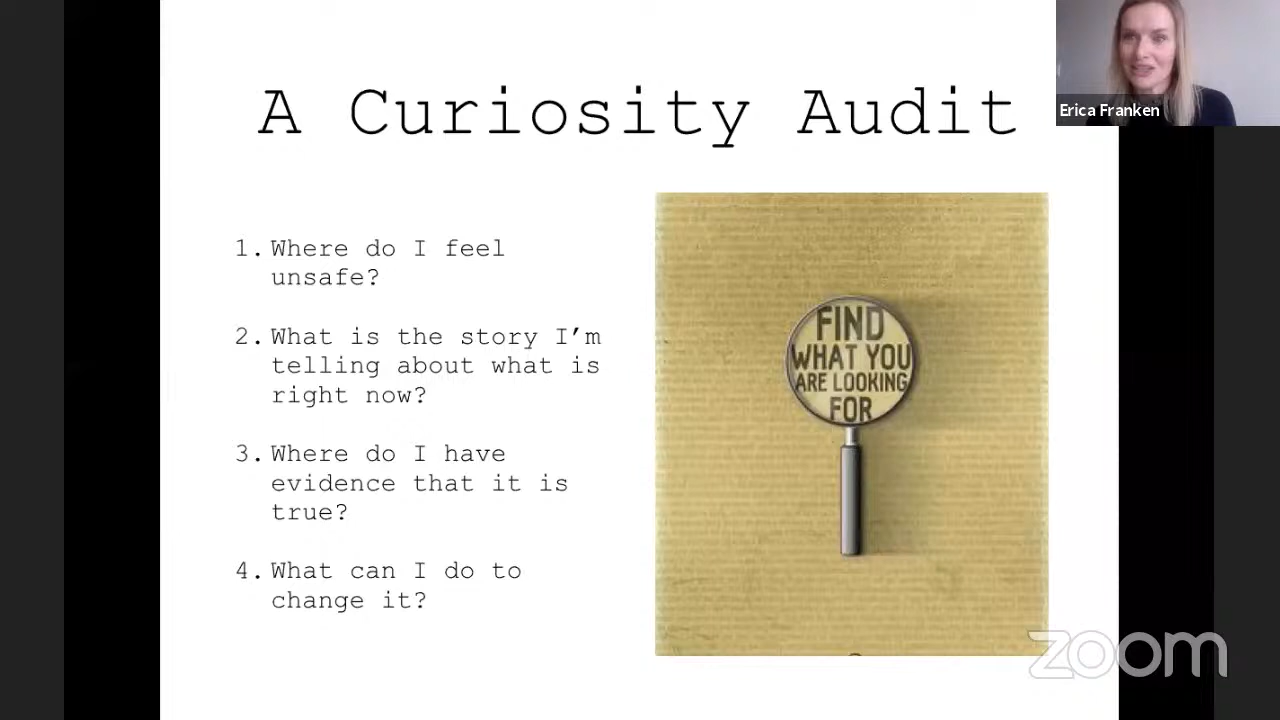 A Curiosity Audit
Erica Franken
1. Where do I feel
unsafe?
2. What is the story I’m
telling about what is
right now?
3. Where do I have
evidence that it is
true?
4. What can I do to
change it?
FIND
WHAT YOU
ARE LOOKING
FOR
zoom